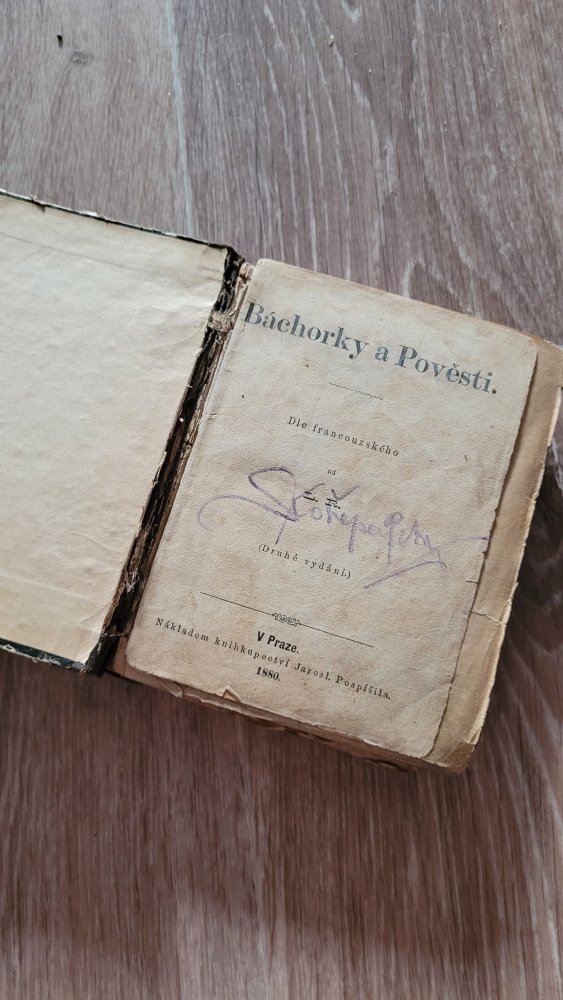 Báchorky a Pověsti.
Dle francouzského
od
(Druhé vydání.)
V Praze.
Nákladem knihkupectví Jarosl. Pospíšila.
1880.